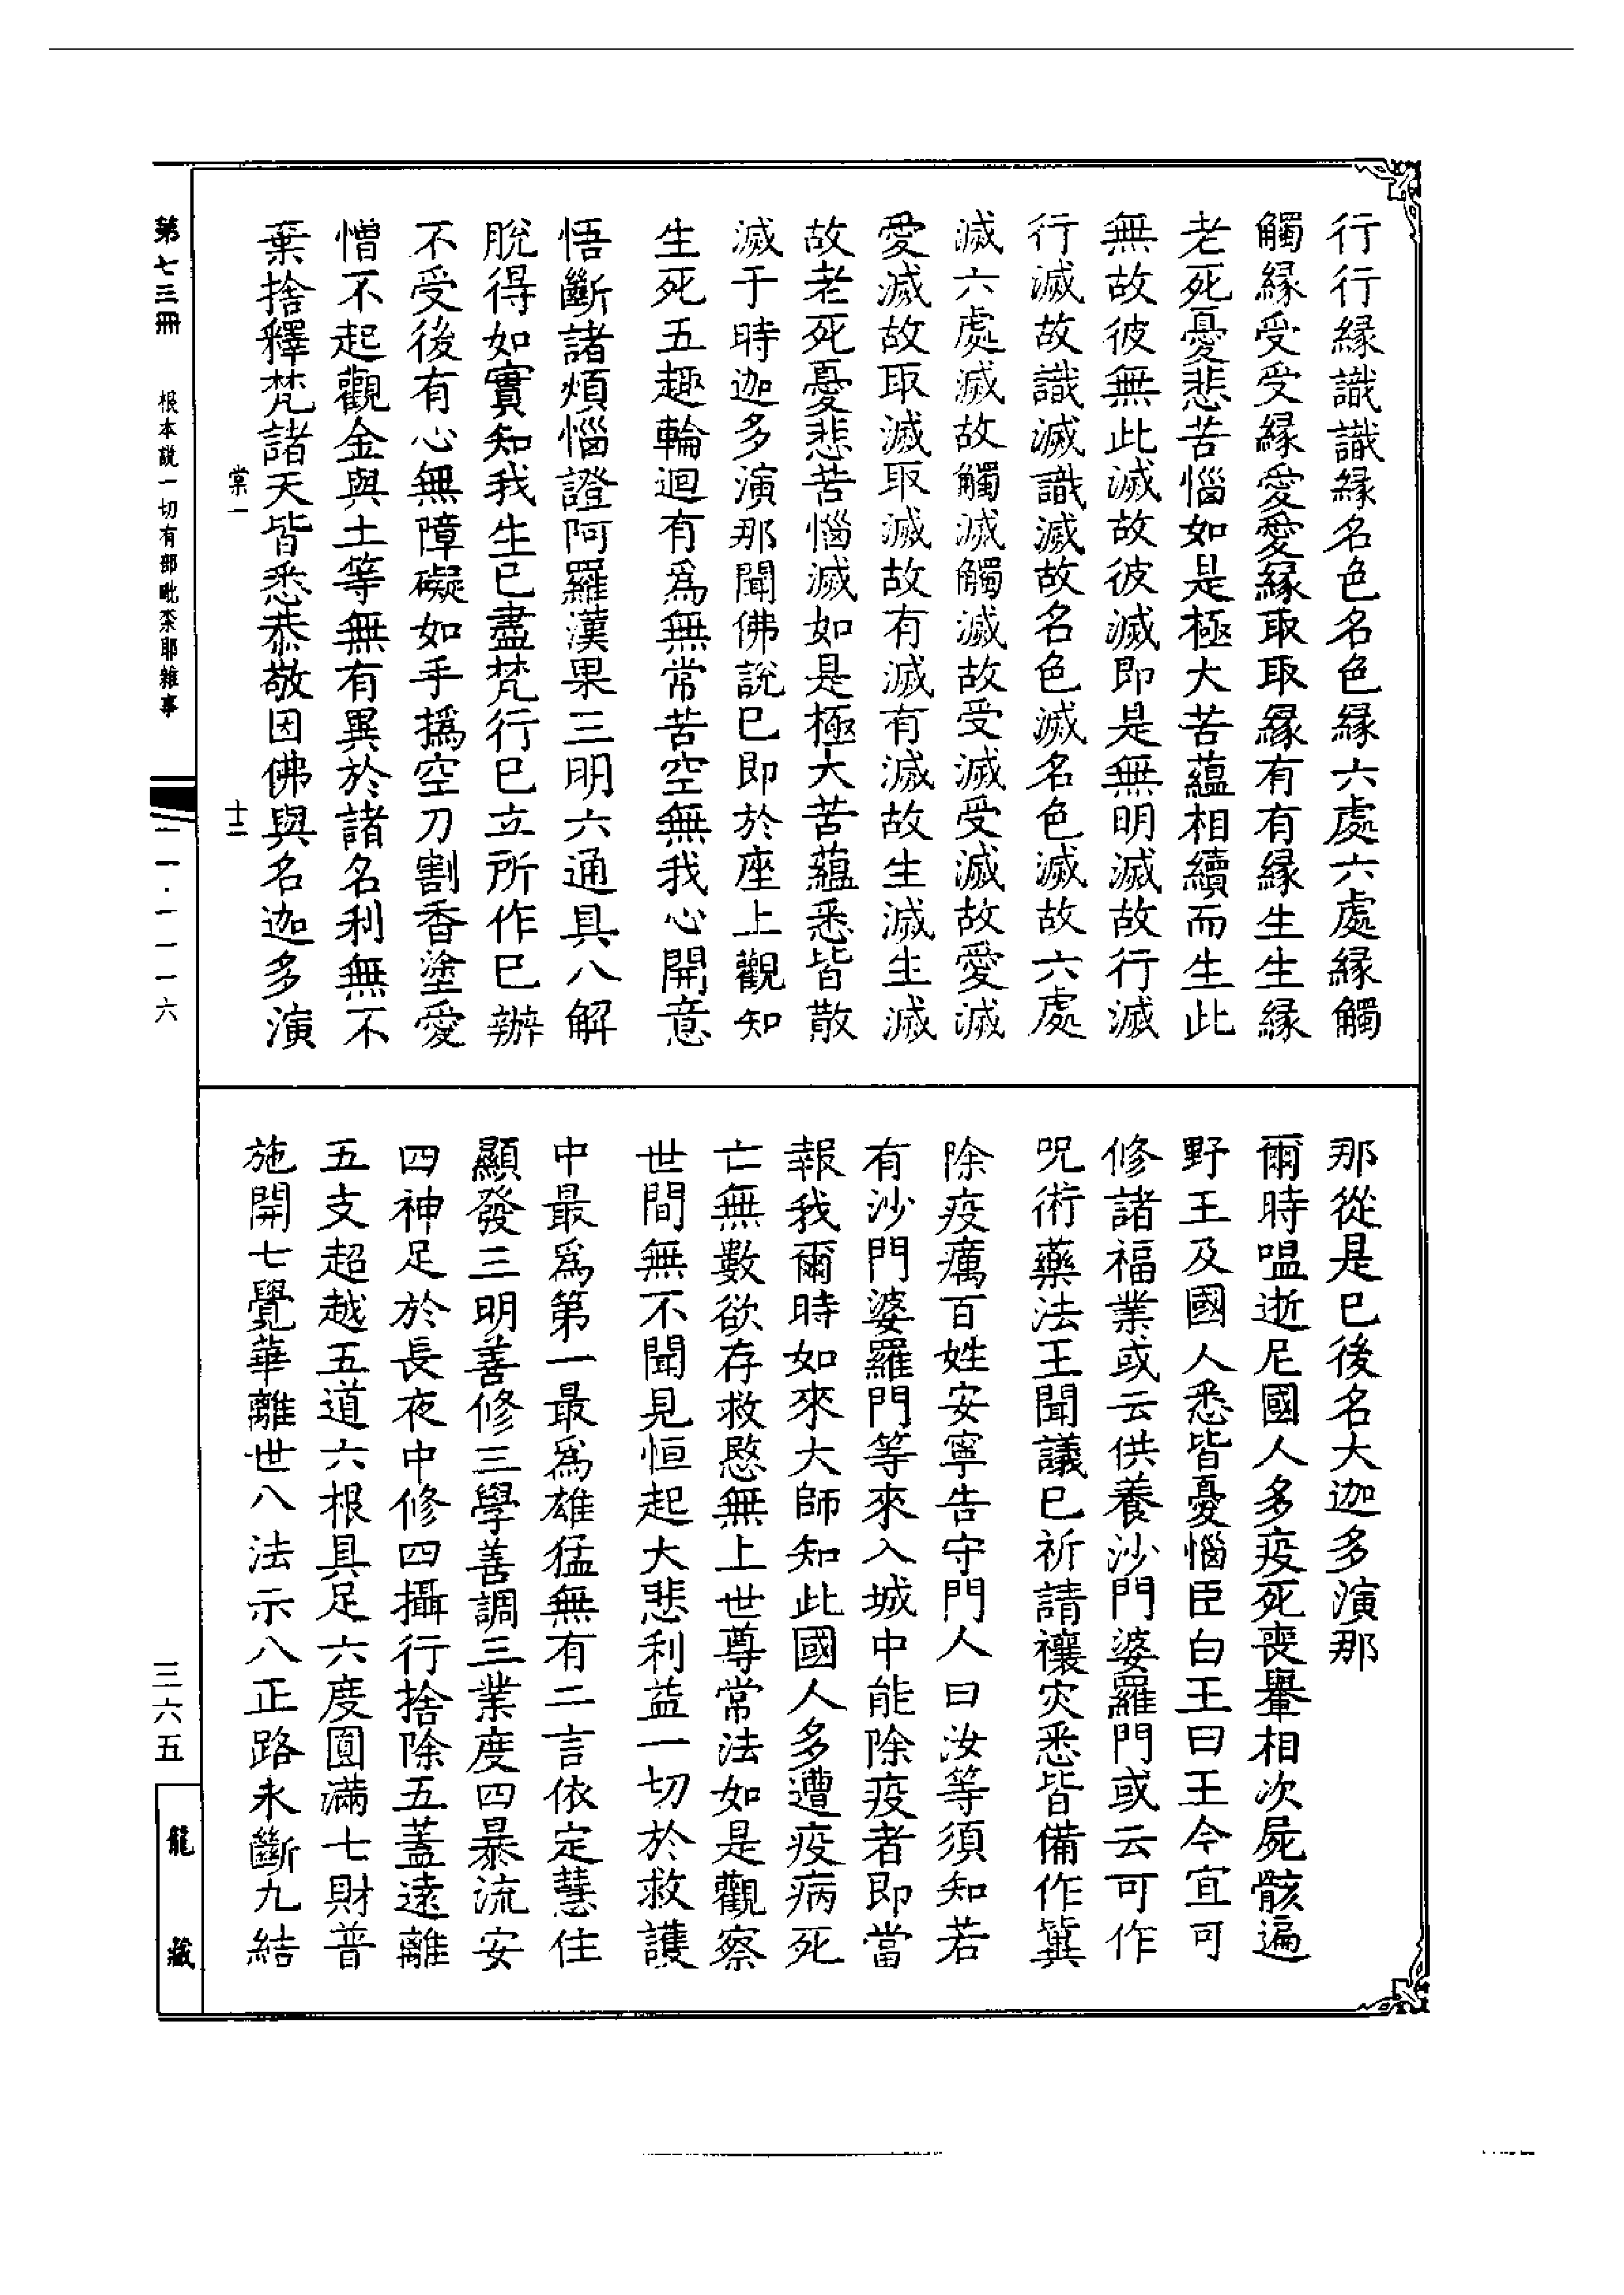 行行緣識識緣名色名色緣六處六處緣觸
觸緣受受緣愛愛緣取取緣有有緣生生緣
老死憂悲苦惱如是極大苦蘊相續而生此
無故彼無此滅故彼滅即是無明滅故行滅
行滅故識滅識滅故名色滅名色滅故六處
滅六處滅故觸滅觸滅故受滅受滅故愛滅
愛滅故取滅取滅故有滅有滅故生滅生滅
故老死憂悲苦惱滅如是極大苦蘊悉皆散
滅于時迦多演那聞佛說已即於座上觀知
生死五趣輪迴有為無常苦空無我心開意
悟斷諸煩惱證阿羅漢果三明六通具八解
脫得如實知我生已盡梵行已立所作已辦
不受後有心無障礙如手撝空刀割香塗愛
憎不起觀金與土等無有異於諸名利無不
棄捨釋梵諸天皆悉恭敬因佛與名迦多演
棠一
十二
那從是已後名大迦多演那
爾時嗢逝尼國人多疫死喪轝相次屍骸遍
野王及國人悉皆憂惱臣白王曰王今宜可
修諸福業或云供養沙門婆羅門或云可作
呪術藥法王聞議已祈請禳灾悉皆備作冀
除疫癘百姓安寧告守門人曰汝等須知若
有沙門婆羅門等來入城中能除疫者即當
報我爾時如來大師知此國人多遭疫病死
亡無數欲存救愍無上世尊常法如是觀察
世間無不聞見恒起大悲利益一切於救護
中最為第一最為雄猛無有二言依定慧住
顯發三明善修三學善調三業度四暴流安
四神足於長夜中修四攝行捨除五蓋遠離
五支超越五道六根具足六度圓滿七財普
施開七覺華離世八法示八正路永斷九結
第七三冊
根本說一切有部毗柰耶雜事
一一·一一一六
三六五
龍藏